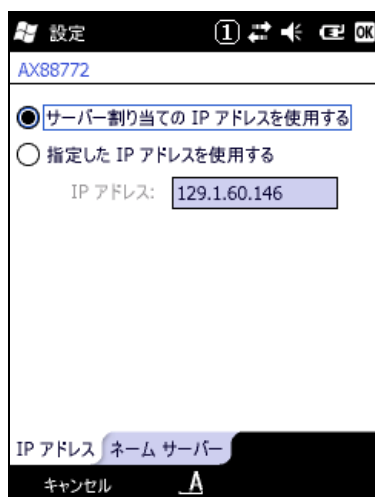 設定 1 OK
AX88772
サーバー割り当ての IP アドレスを使用する
指定した IP アドレスを使用する
IP アドレス: 129.1.60.146
IP アドレス ネーム サーバー
キャンセル A